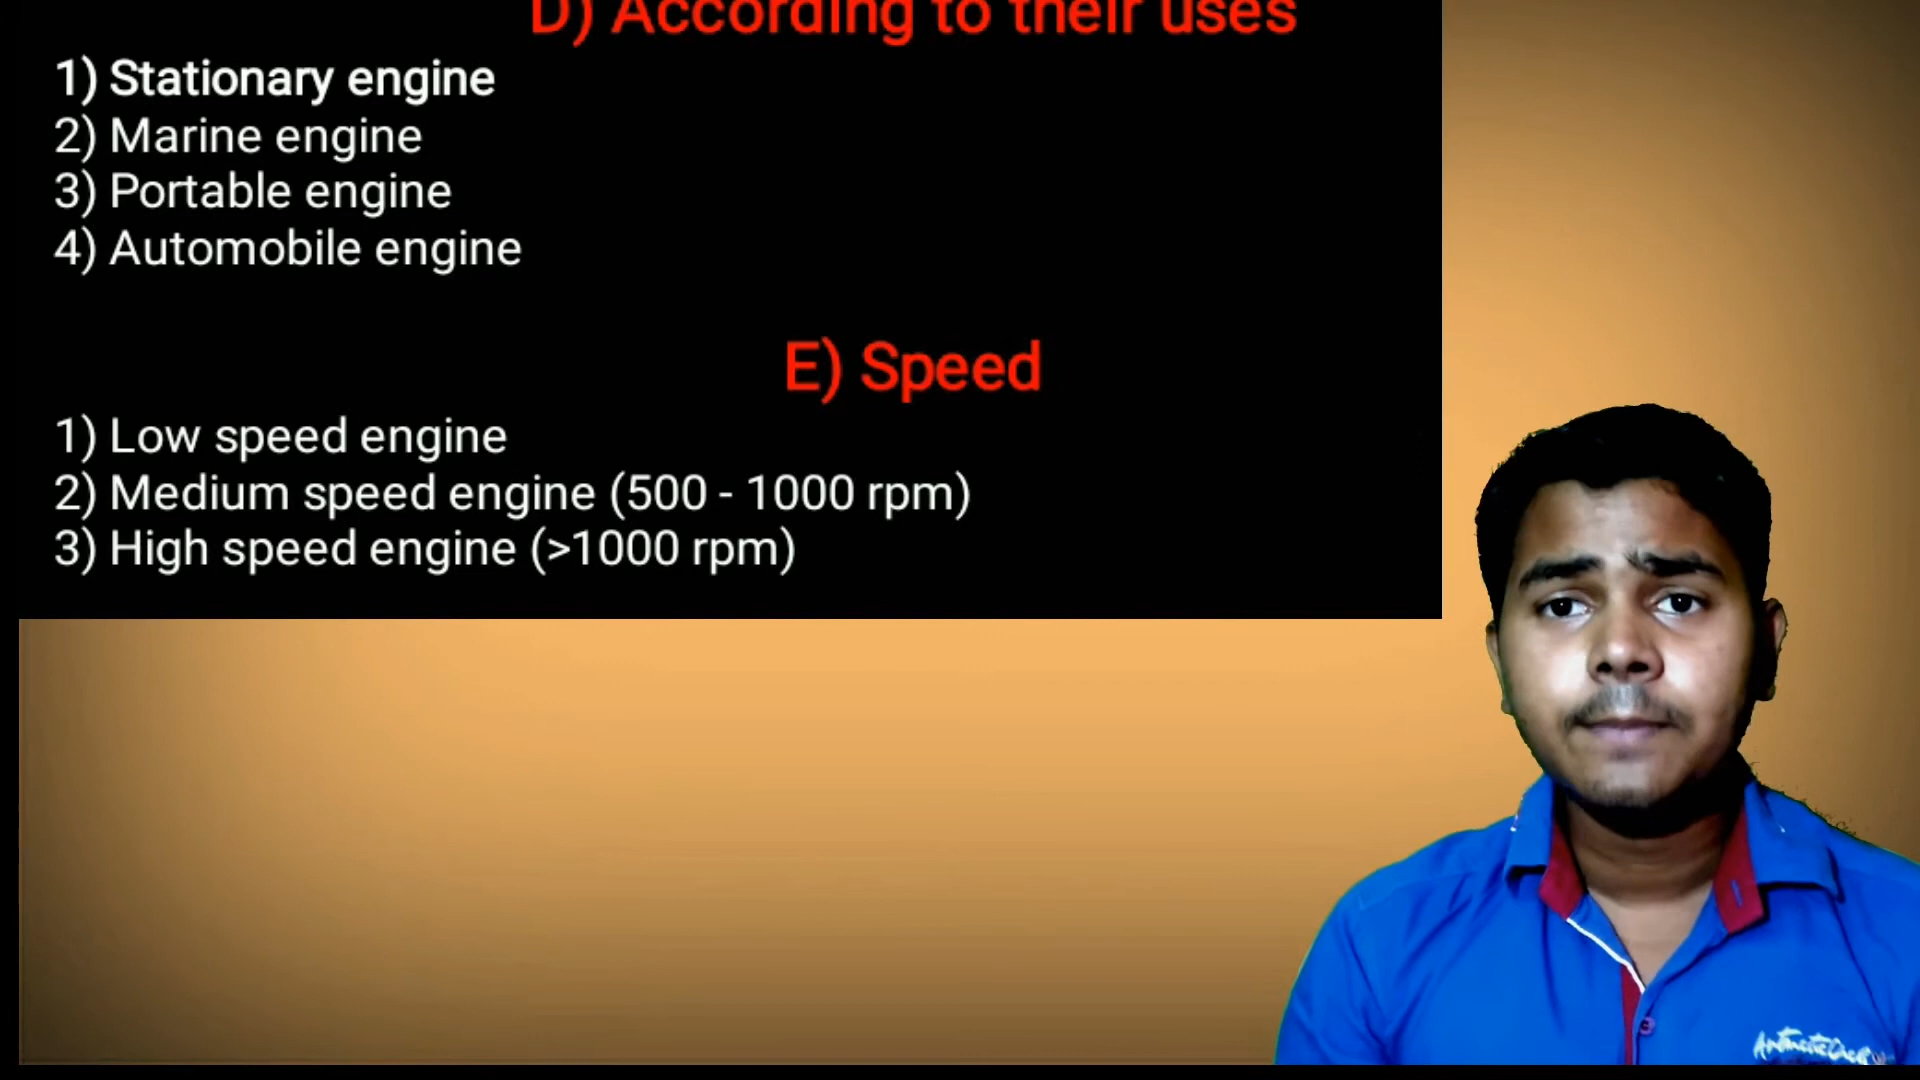 D) According to their uses
1) Stationary engine
2) Marine engine
3) Portable engine
4) Automobile engine
E) Speed
1) Low speed engine
2) Medium speed engine (500 - 1000 rpm)
3) High speed engine (>1000 rpm)